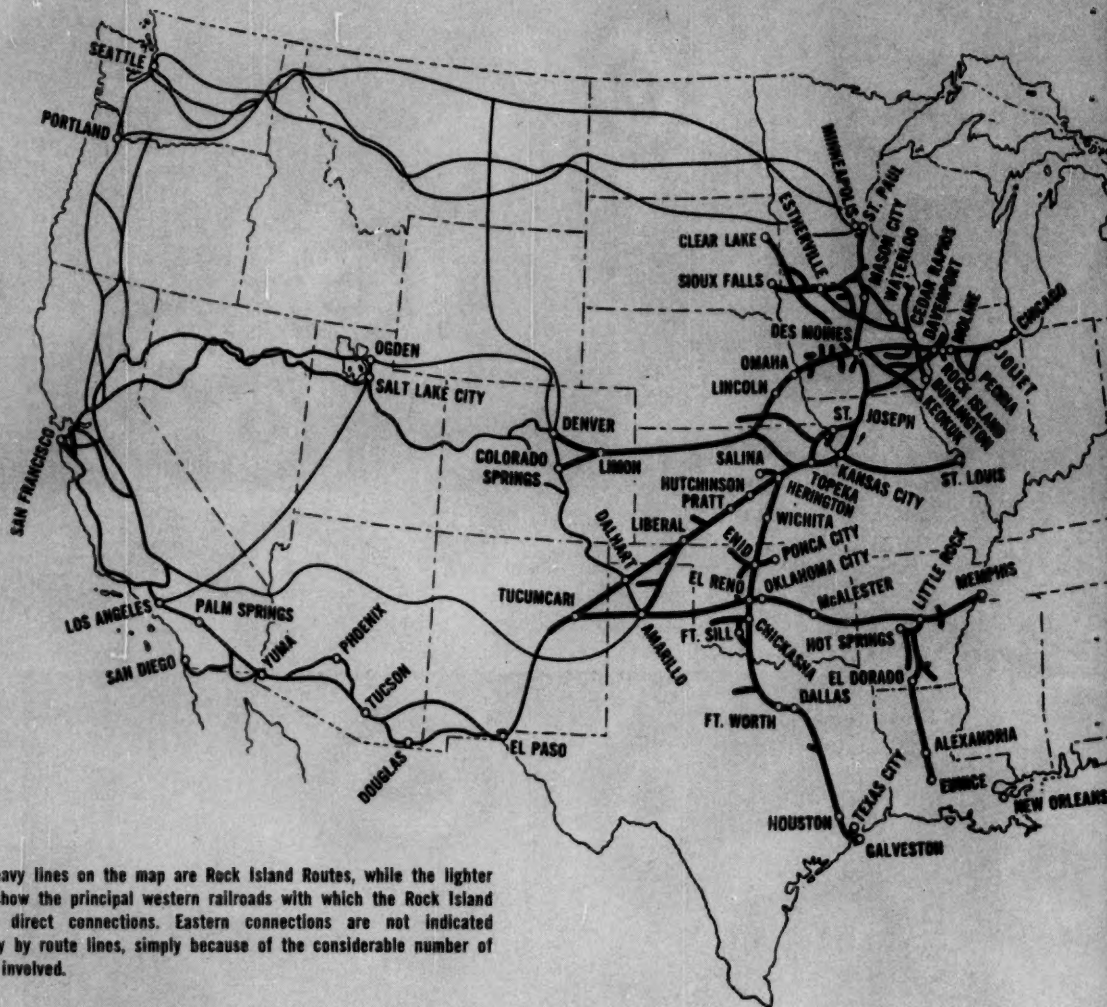 SEATTLE
PORTLAND
MINNEAPOLIS
ST. PAUL
MASON CITY
WATERLOO
CEDAR RAPIDS
DAVENPORT
MOLINE
CHICAGO
CLEAR LAKE
ESTHERVILLE
SIOUX FALLS
DES MOINES
OMAHA
LINCOLN
JOLIET
PEORIA
ROCK ISLAND
BURLINGTON
KEOKUK
OGDEN
SALT LAKE CITY
DENVER
COLORADO
SPRINGS
LIMON
ST. JOSEPH
SALINA
TOPEKA
KANSAS CITY
ST. LOUIS
HUTCHINSON
HERINGTON
PRATT
WICHITA
SAN FRANCISCO
LIBERAL
DALHART
ENID
PONCA CITY
EL RENO
OKLAHOMA CITY
LITTLE ROCK
MEMPHIS
TUCUMCARI
McALESTER
LOS ANGELES
PALM SPRINGS
PHOENIX
AMARILLO
FT. SILL
CHICKASHA
HOT SPRINGS
SAN DIEGO
YUMA
TUCSON
EL DORADO
DALLAS
FT. WORTH
EL PASO
DOUGLAS
ALEXANDRIA
EUNICE
NEW ORLEANS
TEXAS CITY
HOUSTON
GALVESTON
avy lines on the map are Rock Island Routes, while the lighter
show the principal western railroads with which the Rock Island
direct connections. Eastern connections are not indicated
y by route lines, simply because of the considerable number of
involved.